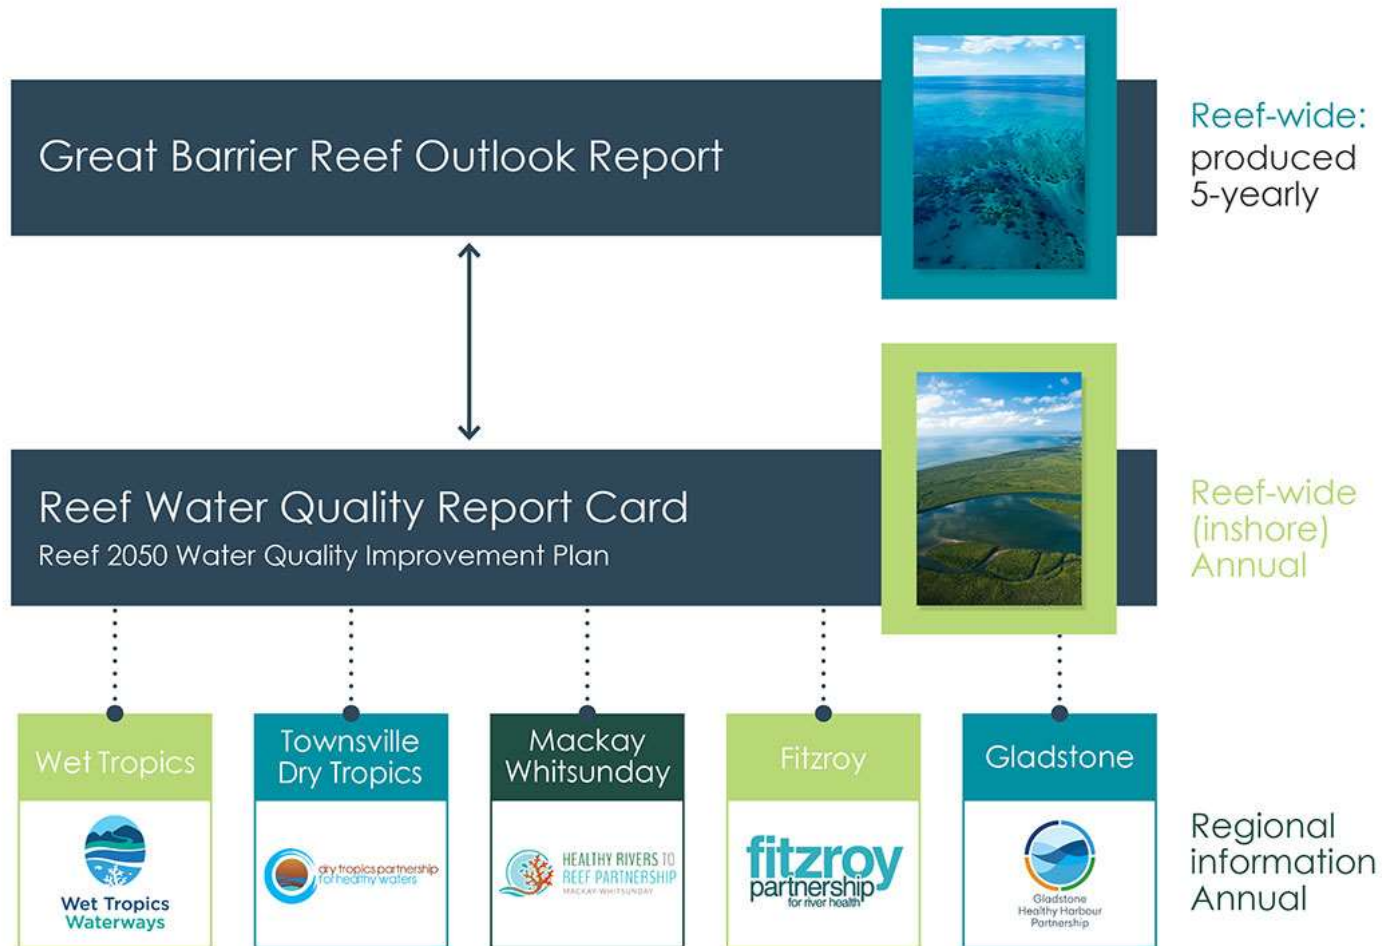 Great Barrier Reef Outlook Report
Reef-wide:
produced
5-yearly
Reef Water Quality Report Card
Reef 2050 Water Quality Improvement Plan
Reef-wide
(inshore)
Annual
Wet Tropics
Townsville
Dry Tropics
Mackay
Whitsunday
Fitzroy
Gladstone
Wet Tropics
Waterways
dry tropics partnership
for healthy waters
HEALTHY RIVERS TO
REEF PARTNERSHIP
MACKAY-WHITSUNDAY
fitzroy
partnership
for river health
Gladstone
Healthy Harbour
Partnership
Regional
information
Annual